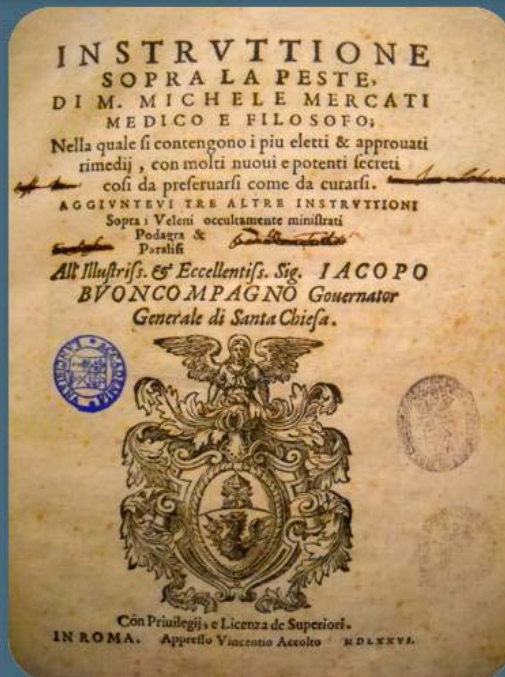 INSTRVTTIONE
SOPRA LA PESTE,
DI M. MICHELE MERCATI
MEDICO E FILOSOFO;
Nella quale si contengono i piu eletti & approuati
rimedij, con molti nuoui e potenti secreti
cosi da preseruarsi come da curarsi.
AGGIVNTEVI TRE ALTRE INSTRVTTIONI
Sopra i Veleni occultamente ministrati
Podagra &
Paralisi
All' Illustriss. & Eccellentiss. Sig. IACOPO
BVONCOMPAGNO Gouernator
Generale di Santa Chiesa.
Con Priuilegij, e Licenza de Superiori.
IN ROMA. Appresso Vincentio Accolto MDLXXVI.